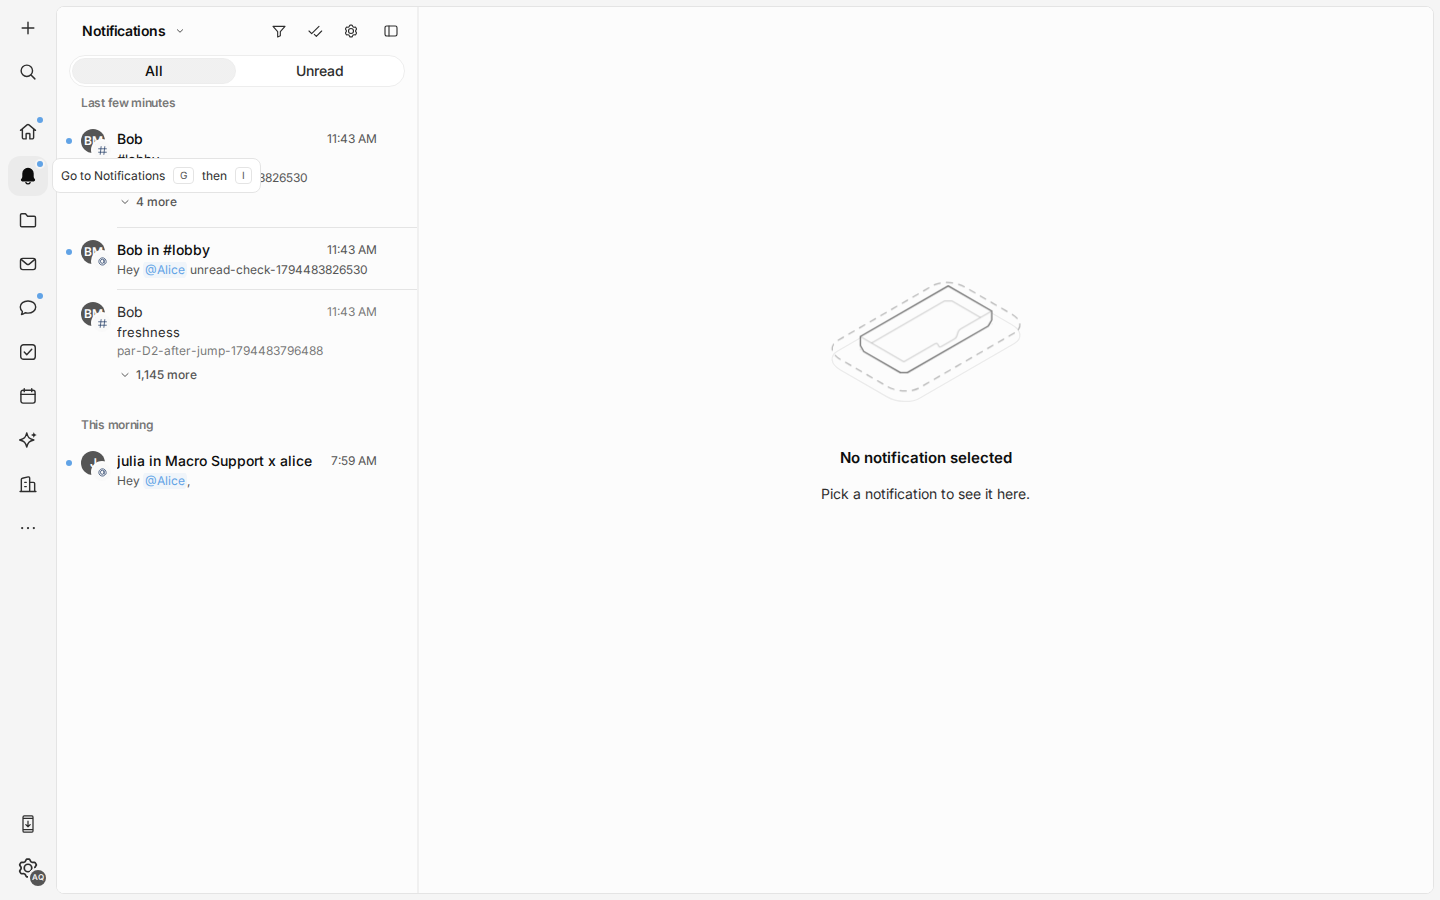 Notifications
All
Unread
Last few minutes
Bob
11:43 AM
Go to Notifications G then I
3826530
4 more
Bob in #lobby
11:43 AM
Hey @Alice unread-check-1794483826530
Bob
11:43 AM
freshness
par-D2-after-jump-1794483796488
1,145 more
This morning
julia in Macro Support x alice
7:59 AM
Hey @Alice,
No notification selected
Pick a notification to see it here.
AQ